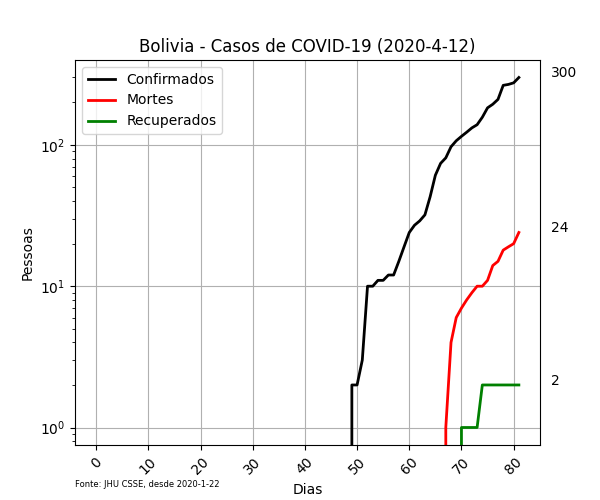 Bolivia - Casos de COVID-19 (2020-4-12)
Confirmados
Mortes
Recuperados
300
24
2
10²
10¹
10⁰
Pessoas
0 10 20 30 40 50 60 70 80
Dias
Fonte: JHU CSSE, desde 2020-1-22